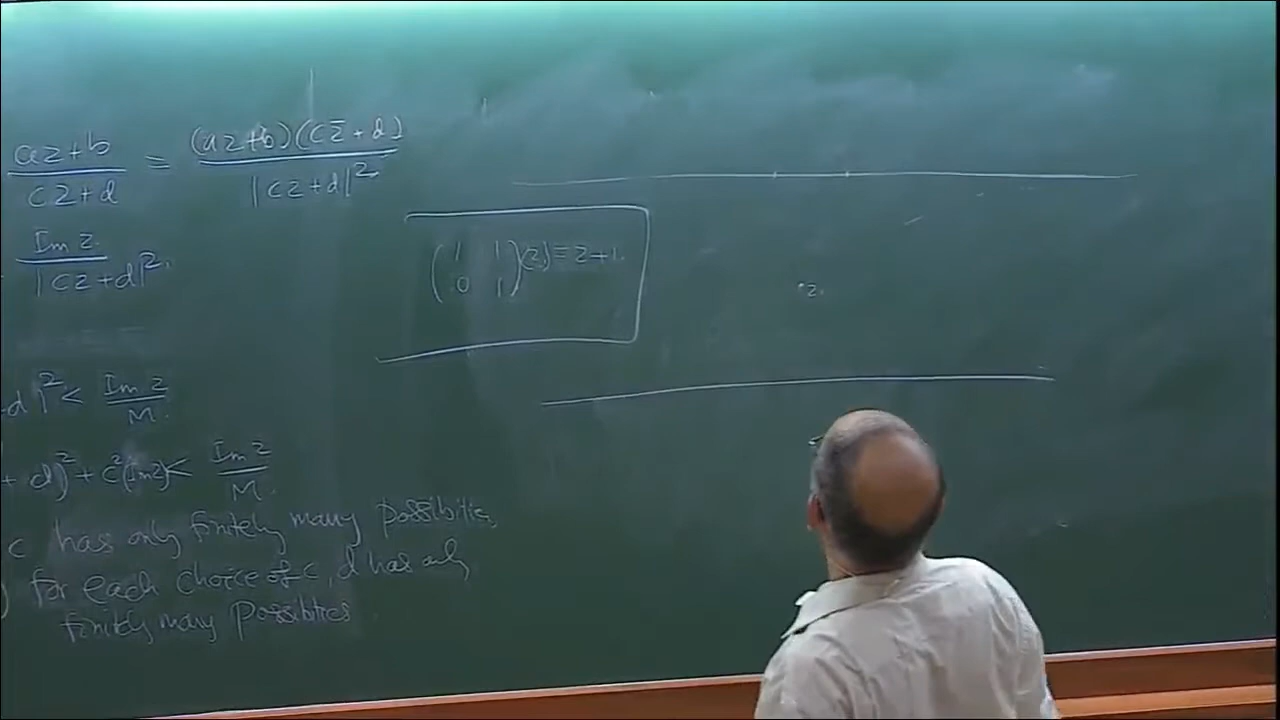 az+b / cz+d = (az+b)(cz̄+d) / |cz+d|²
Im z / |cz+d|²
(1 1
0 1)(z) = z+1.
z.
d|² < Im z / M
+ d)² + c²(Im z) < Im z / M.
c has only finitely many possibilities
) for each choice of c, d has only
finitely many possibilities